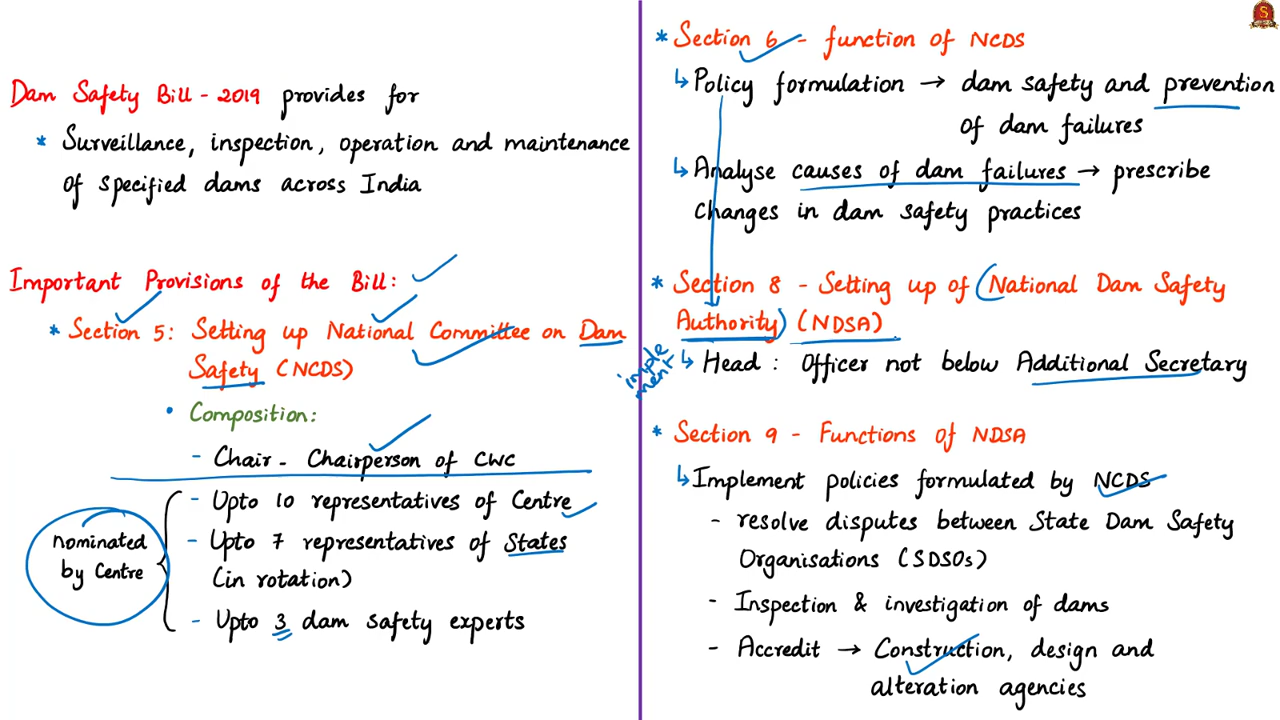 Dam Safety Bill - 2019 provides for
* Surveillance, inspection, operation and maintenance
of specified dams across India
Important Provisions of the Bill:
* Section 5: Setting up National Committee on Dam
Safety (NCDS)
• Composition:
- Chair - Chairperson of CWC
- Upto 10 representatives of Centre
- Upto 7 representatives of States
(in rotation)
- Upto 3 dam safety experts
nominated
by Centre
* Section 6 - function of NCDS
↳ Policy formulation → dam safety and prevention
of dam failures
↳ Analyse causes of dam failures → prescribe
changes in dam safety practices
* Section 8 - Setting up of (National Dam Safety
Authority) (NDSA)
imple
ment
↳ Head : Officer not below Additional Secretary
* Section 9 - Functions of NDSA
↳ Implement policies formulated by NCDS
- resolve disputes between State Dam Safety
Organisations (SDSOs)
- Inspection & investigation of dams
- Accredit → Construction, design and
alteration agencies